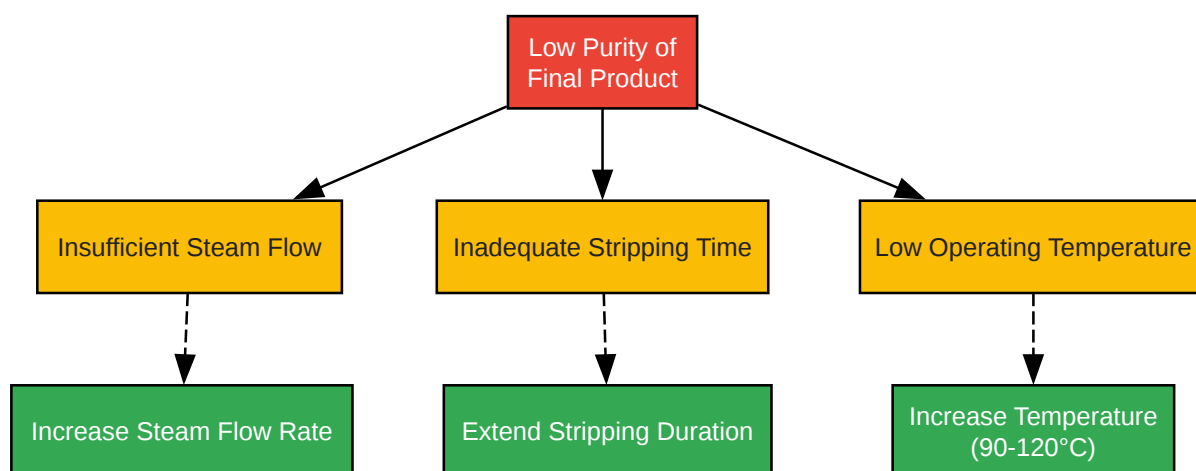 Low Purity of
Final Product
Insufficient Steam Flow
Inadequate Stripping Time
Low Operating Temperature
Increase Steam Flow Rate
Extend Stripping Duration
Increase Temperature
(90-120°C)